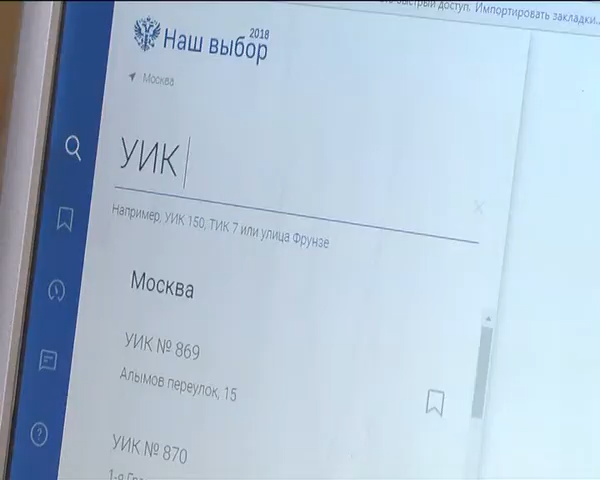 быстрый доступ. Импортировать закладки...
2018
Наш выбор
Москва
УИК
Например, УИК 150, ТИК 7 или улица Фрунзе
Москва
УИК № 869
Алымов переулок, 15
УИК № 870